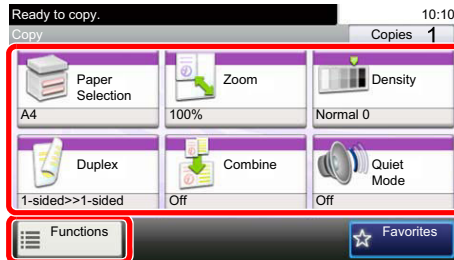 Ready to copy.
10:10
Copy
Copies 1
Paper
Selection
Zoom
Density
A4
100%
Normal 0
Duplex
Combine
Quiet
Mode
1-sided>>1-sided
Off
Off
Functions
Favorites